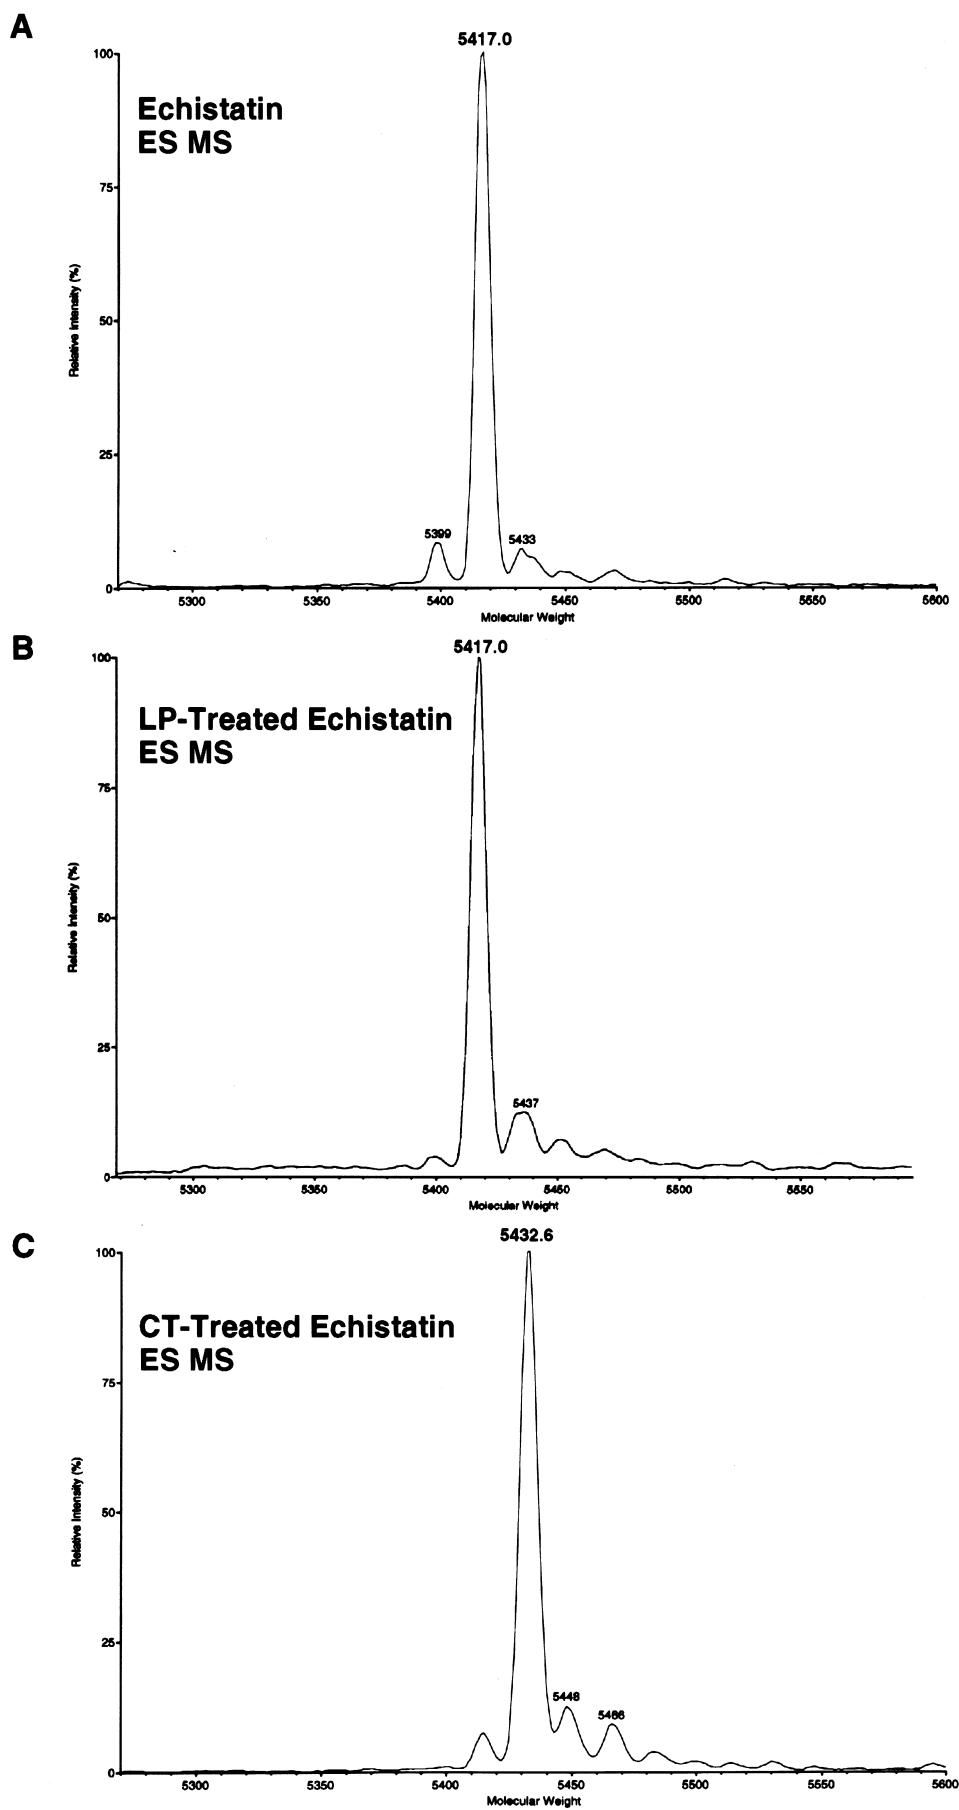 A
5417.0
100
Echistatin
ES MS
75
Relative Intensity (%)
50
25
5399
5433
0
5300
5350
5400
5450
5500
5550
5600
Molecular Weight
B
5417.0
100
LP-Treated Echistatin
ES MS
75
Relative Intensity (%)
50
25
5437
0
5300
5350
5400
5450
5500
5550
Molecular Weight
C
5432.6
100
CT-Treated Echistatin
ES MS
75
Relative Intensity (%)
50
25
5448
5466
0
5300
5350
5400
5450
5500
5550
5600
Molecular Weight